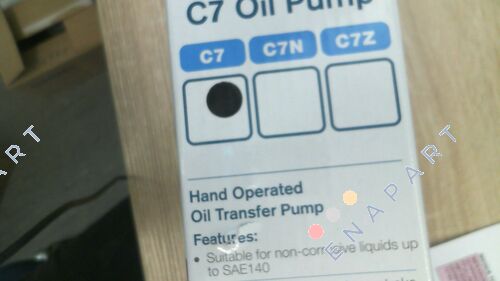 C7 Oil Pump
C7 C7N C7Z
Hand Operated
Oil Transfer Pump
Features:
• Suitable for non-corrosive liquids up
to SAE140
ENAPART